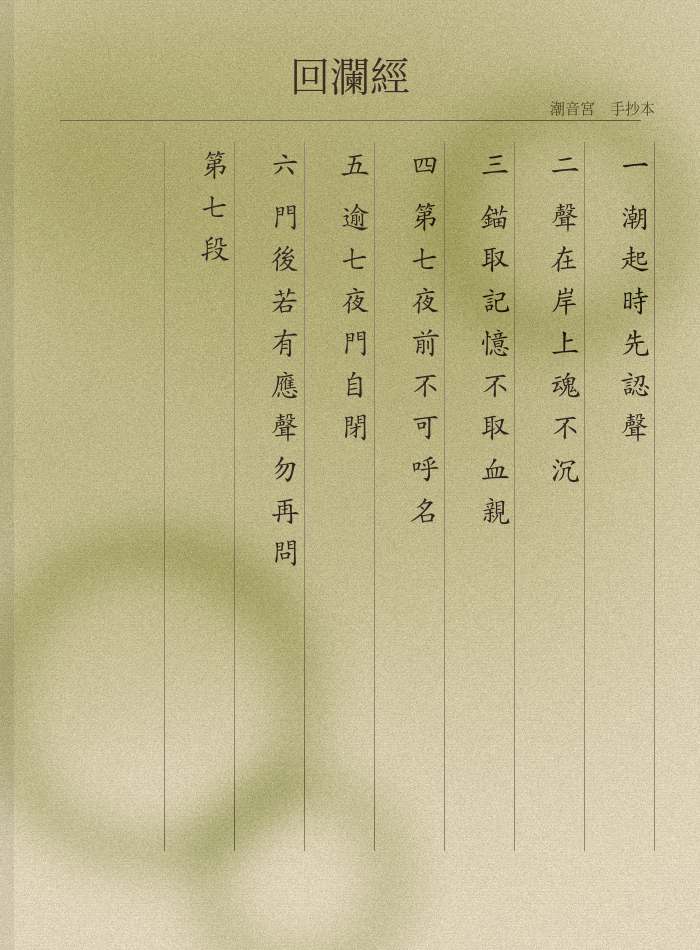 回瀾經
潮音宮　手抄本
一 潮起時先認聲
二 聲在岸上魂不沉
三 錨取記憶不取血親
四 第七夜前不可呼名
五 逾七夜門自閉
六 門後若有應聲勿再問
第七段